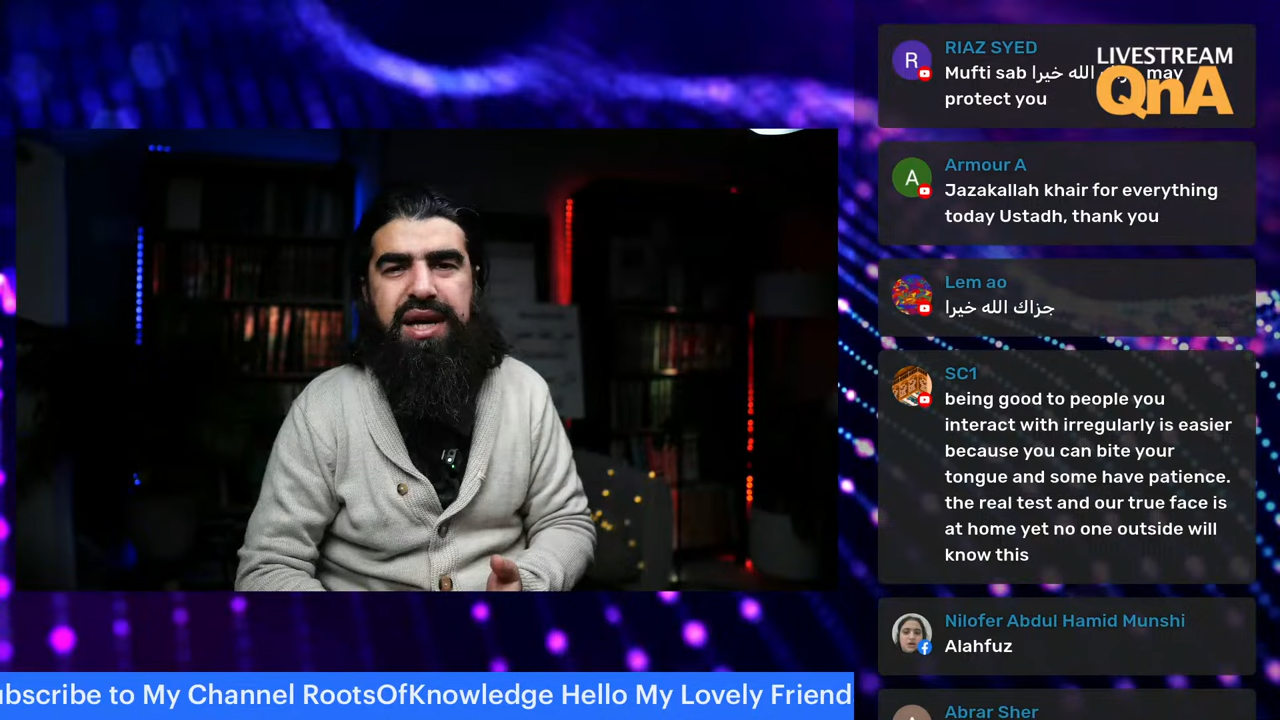 LIVESTREAM
QnA
RIAZ SYED
Mufti sab الله خيرا may
protect you
Armour A
Jazakallah khair for everything
today Ustadh, thank you
Lem ao
جزاك الله خيرا
SC1
being good to people you
interact with irregularly is easier
because you can bite your
tongue and some have patience.
the real test and our true face is
at home yet no one outside will
know this
Nilofer Abdul Hamid Munshi
Alahfuz
Abrar Sher
ubscribe to My Channel RootsOfKnowledge Hello My Lovely Friend